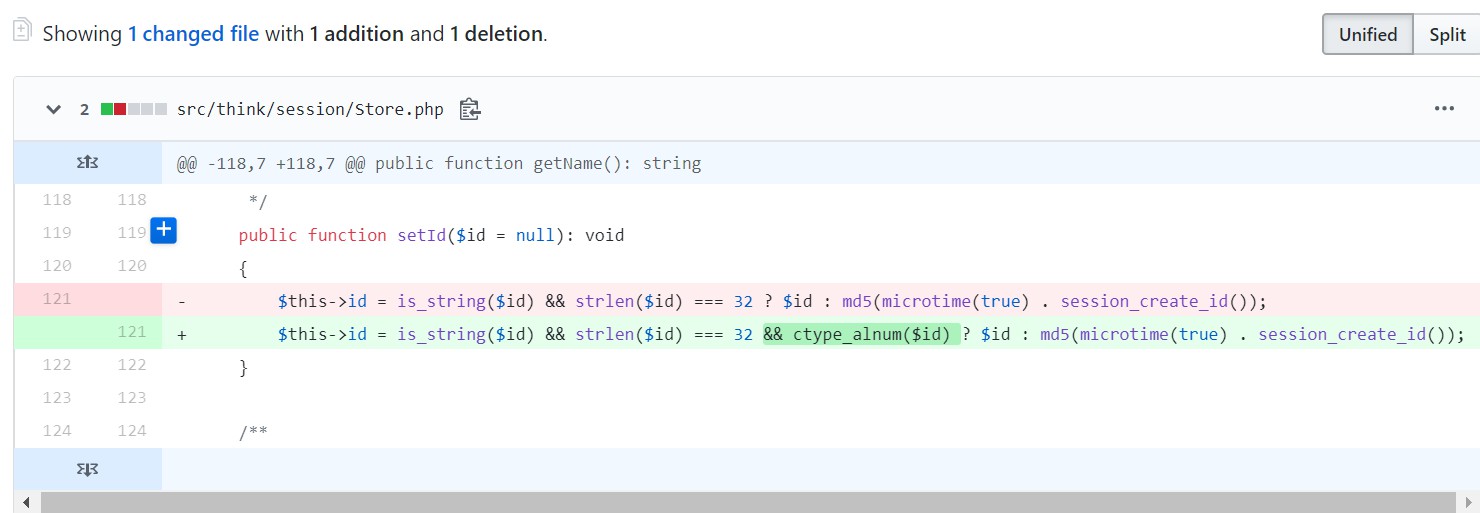 Showing 1 changed file with 1 addition and 1 deletion.
Unified Split
2 src/think/session/Store.php ...
@@ -118,7 +118,7 @@ public function getName(): string
118 118 */
119 119 + public function setId($id = null): void
120 120 {
121 - $this->id = is_string($id) && strlen($id) === 32 ? $id : md5(microtime(true) . session_create_id());
121 + $this->id = is_string($id) && strlen($id) === 32 && ctype_alnum($id) ? $id : md5(microtime(true) . session_create_id());
122 122 }
123 123
124 124 /**